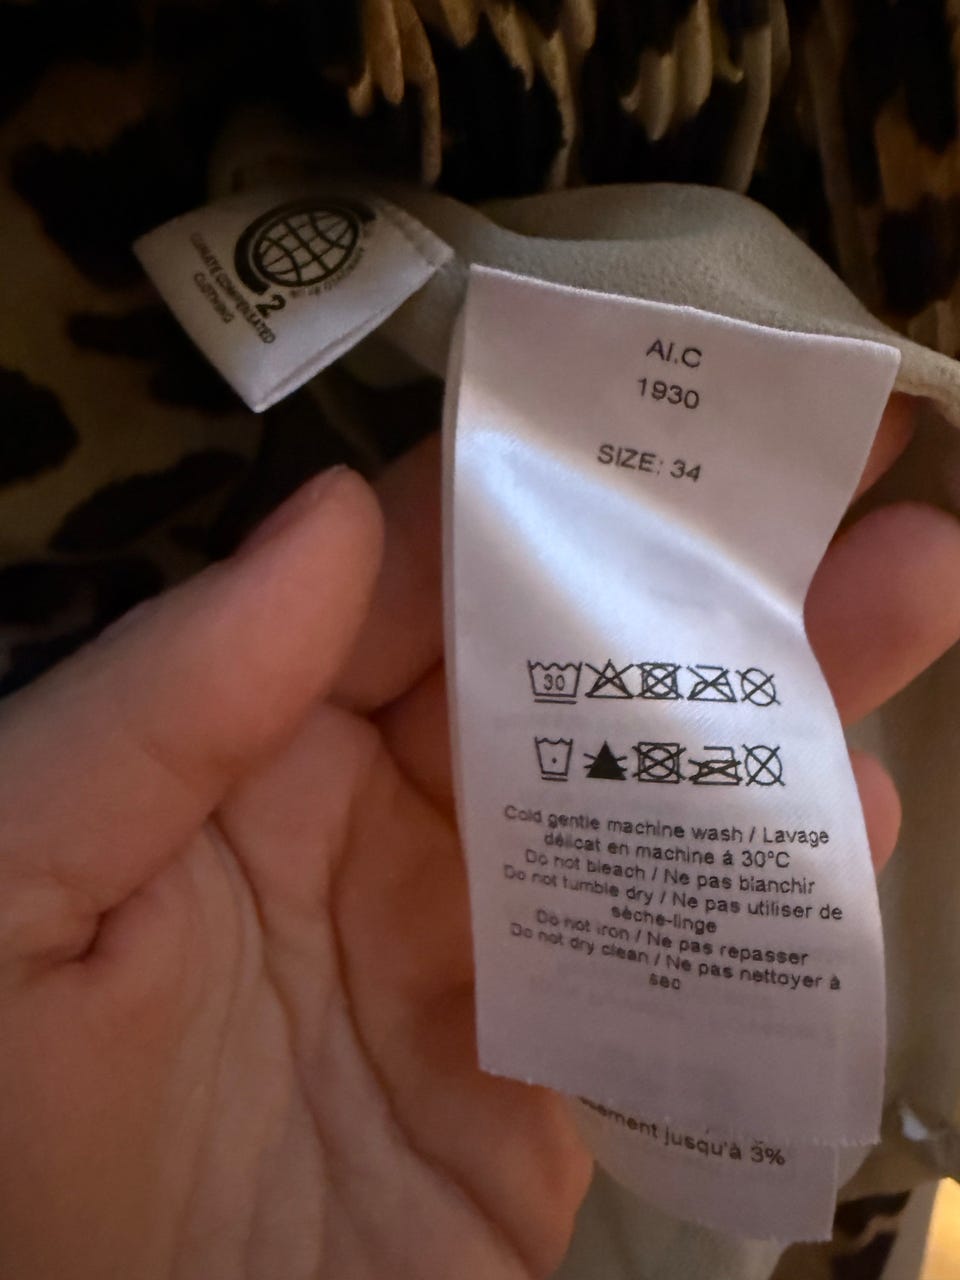 2
CLIMATE COMPENSATED
CLOTHING
AI.C
1930
SIZE: 34
30
Cold gentle machine wash / Lavage
délicat en machine à 30°C
Do not bleach / Ne pas blanchir
Do not tumble dry / Ne pas utiliser de
sèche-linge
Do not iron / Ne pas repasser
Do not dry clean / Ne pas nettoyer à
sec
jusqu'à 3%